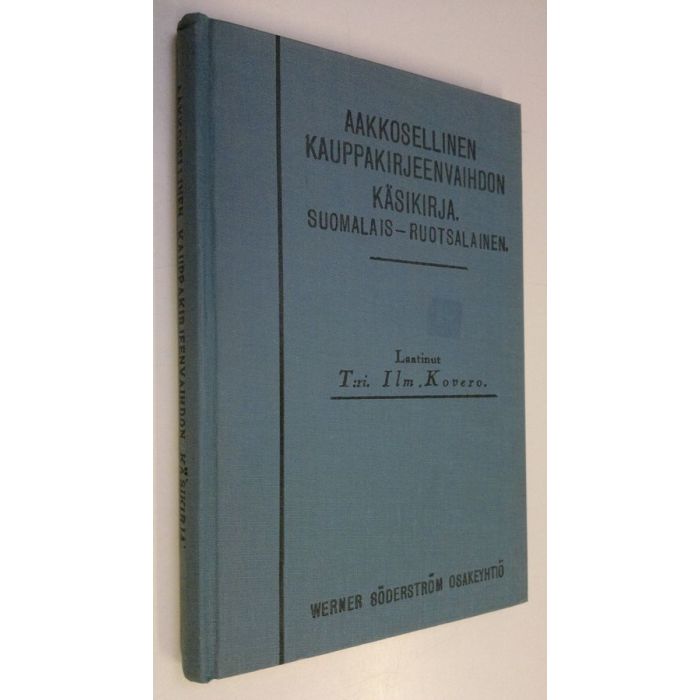 AAKKOSELLINEN
KAUPPAKIRJEENVAIHDON
KÄSIKIRJA.
SUOMALAIS–RUOTSALAINEN.
Laatinut
T:ri. Ilm. Kovero.
WERNER SÖDERSTRÖM OSAKEYHTIÖ
AAKKOSELLINEN KAUPPAKIRJEENVAIHDON KÄSIKIRJA.